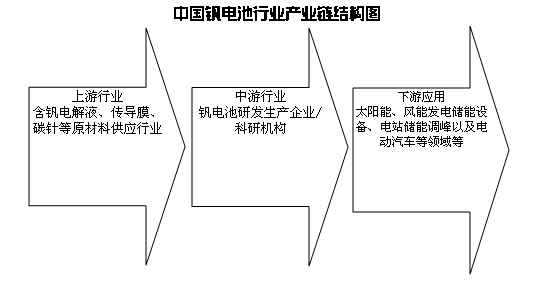 中国钒电池行业产业链结构图
上游行业
含钒电解液、传导膜、
碳针等原材料供应行业
中游行业
钒电池研发生产企业/
科研机构
下游应用
太阳能、风能发电储能设
备、电站储能调峰以及电
动汽车等领域等